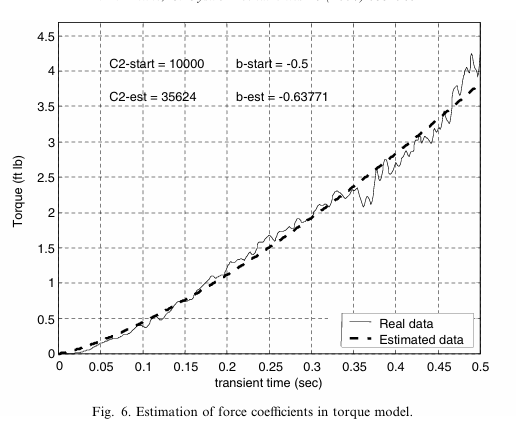 4.5
4
3.5
3
2.5
2
1.5
1
0.5
0
C2-start = 10000 b-start = -0.5
C2-est = 35624 b-est = -0.63771
Torque (ft lb)
Real data
Estimated data
0 0.05 0.1 0.15 0.2 0.25 0.3 0.35 0.4 0.45 0.5
transient time (sec)
Fig. 6. Estimation of force coefficients in torque model.